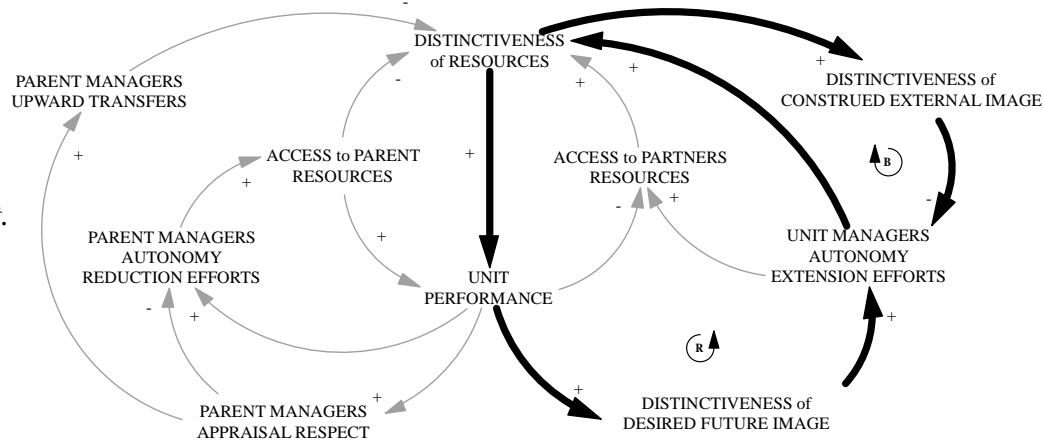 -
DISTINCTIVENESS
of RESOURCES
+
DISTINCTIVENESS of
CONSTRUED EXTERNAL IMAGE
PARENT MANAGERS
UPWARD TRANSFERS
-
+
+
+
+
ACCESS to PARENT
RESOURCES
+
ACCESS to PARTNERS
RESOURCES
B
+
-
+
-
PARENT MANAGERS
AUTONOMY
REDUCTION EFFORTS
+
UNIT MANAGERS
AUTONOMY
EXTENSION EFFORTS
UNIT
PERFORMANCE
-
+
+
R
+
+
PARENT MANAGERS
APPRAISAL RESPECT
DISTINCTIVENESS of
DESIRED FUTURE IMAGE